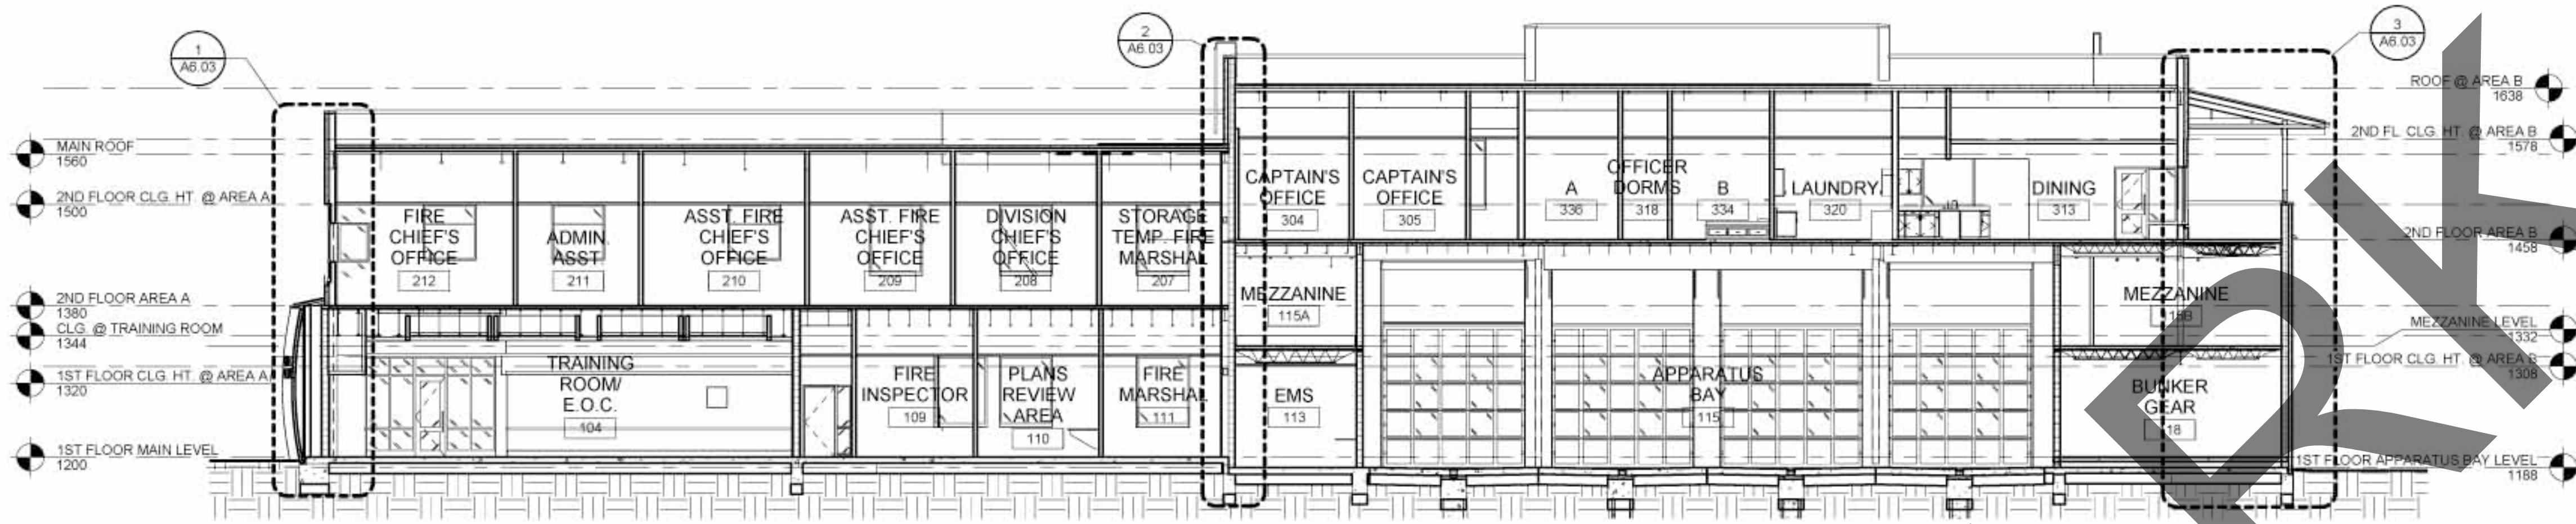 1
A6.03
2
A6.03
3
A6.03
MAIN ROOF
1560
2ND FLOOR CLG. HT. @ AREA A
1500
2ND FLOOR AREA A
1380
CLG. @ TRAINING ROOM
1344
1ST FLOOR CLG. HT. @ AREA A
1320
1ST FLOOR MAIN LEVEL
1200
FIRE
CHIEF'S
OFFICE
212
ADMIN.
ASST.
211
ASST. FIRE
CHIEF'S
OFFICE
210
ASST. FIRE
CHIEF'S
OFFICE
209
DIVISION
CHIEF'S
OFFICE
208
STORAGE
TEMP. FIRE
MARSHAL
207
TRAINING
ROOM/
E.O.C.
104
FIRE
INSPECTOR
109
PLANS
REVIEW
AREA
110
FIRE
MARSHAL
111
CAPTAIN'S
OFFICE
304
CAPTAIN'S
OFFICE
305
A
336
OFFICER
DORMS
318
B
334
LAUNDRY
320
DINING
313
MEZZANINE
115A
EMS
113
APPARATUS
BAY
115
MEZZANINE
BUNKER
GEAR
ROOF @ AREA B
1638
2ND FL. CLG. HT. @ AREA B
1578
2ND FLOOR AREA B
1458
MEZZANINE LEVEL
1332
1ST FLOOR CLG. HT. @ AREA B
1308
1ST FLOOR APPARATUS BAY LEVEL
1188
RK